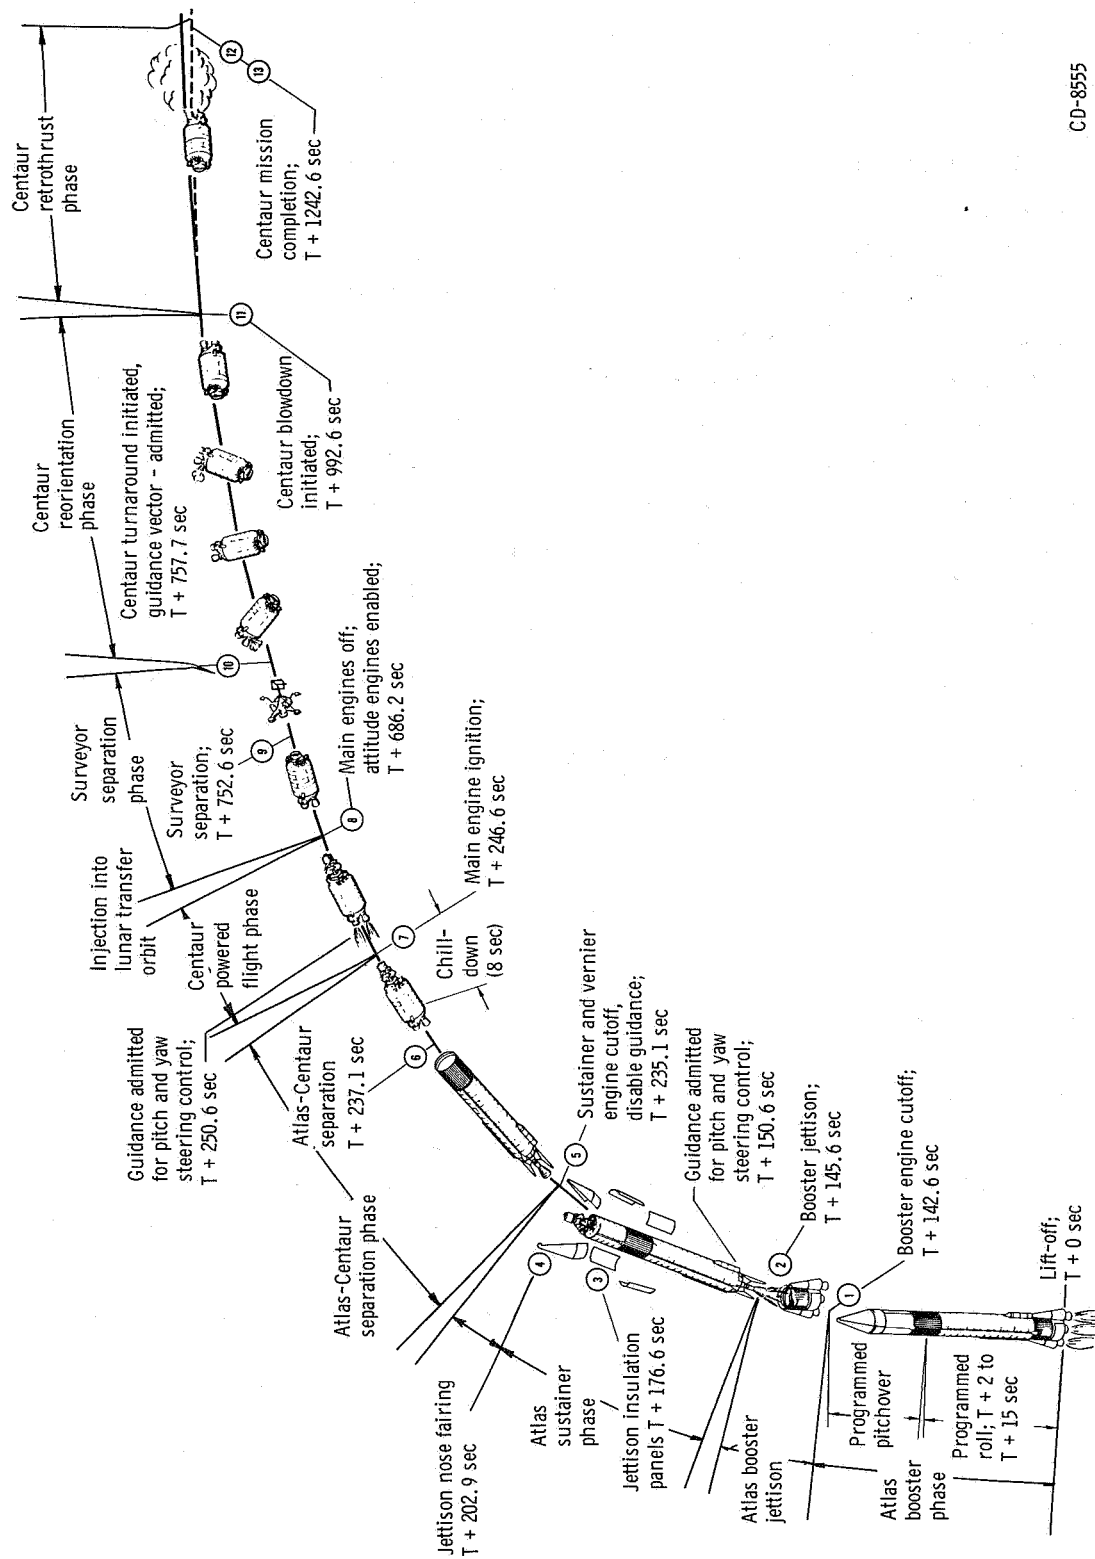 Lift-off;
T + 0 sec
Programmed
roll; T + 2 to
T + 15 sec
Programmed
pitchover
Atlas
booster
phase
1
Booster engine cutoff;
T + 142.6 sec
2
Booster jettison;
T + 145.6 sec
Atlas booster
jettison
Guidance admitted
for pitch and yaw
steering control;
T + 150.6 sec
3
Jettison insulation
panels T + 176.6 sec
Atlas
sustainer
phase
4
Jettison nose fairing
T + 202.9 sec
5
Sustainer and vernier
engine cutoff,
disable guidance;
T + 235.1 sec
Atlas-Centaur
separation phase
6
Atlas-Centaur
separation
T + 237.1 sec
Chill-
down
(8 sec)
7
Main engine ignition;
T + 246.6 sec
Guidance admitted
for pitch and yaw
steering control;
T + 250.6 sec
Centaur
powered
flight phase
Injection into
lunar transfer
orbit
8
Main engines off;
attitude engines enabled;
T + 686.2 sec
Surveyor
separation
phase
9
Surveyor
separation;
T + 752.6 sec
10
Centaur turnaround initiated,
guidance vector - admitted;
T + 757.7 sec
Centaur
reorientation
phase
11
Centaur blowdown
initiated;
T + 992.6 sec
Centaur
retrothrust
phase
12
13
Centaur mission
completion;
T + 1242.6 sec
CD-8555